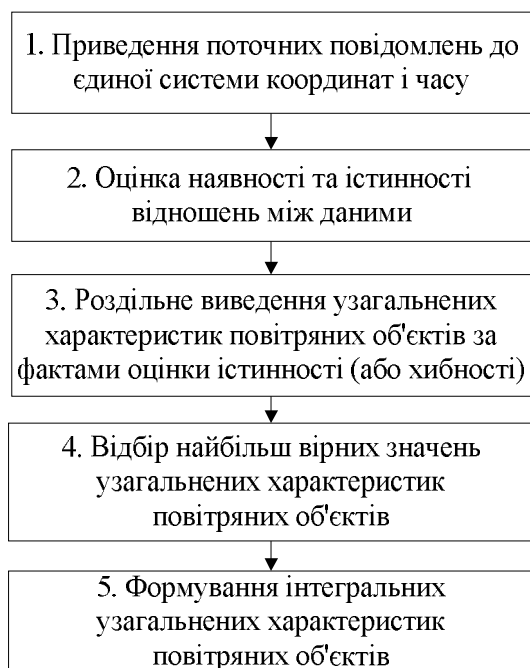 1. Приведення поточних повідомлень до
єдиної системи координат і часу
2. Оцінка наявності та істинності
відношень між даними
3. Роздільне виведення узагальнених
характеристик повітряних об'єктів за
фактами оцінки істинності (або хибності)
4. Відбір найбільш вірних значень
узагальнених характеристик
повітряних об'єктів
5. Формування інтегральних
узагальнених характеристик
повітряних об'єктів